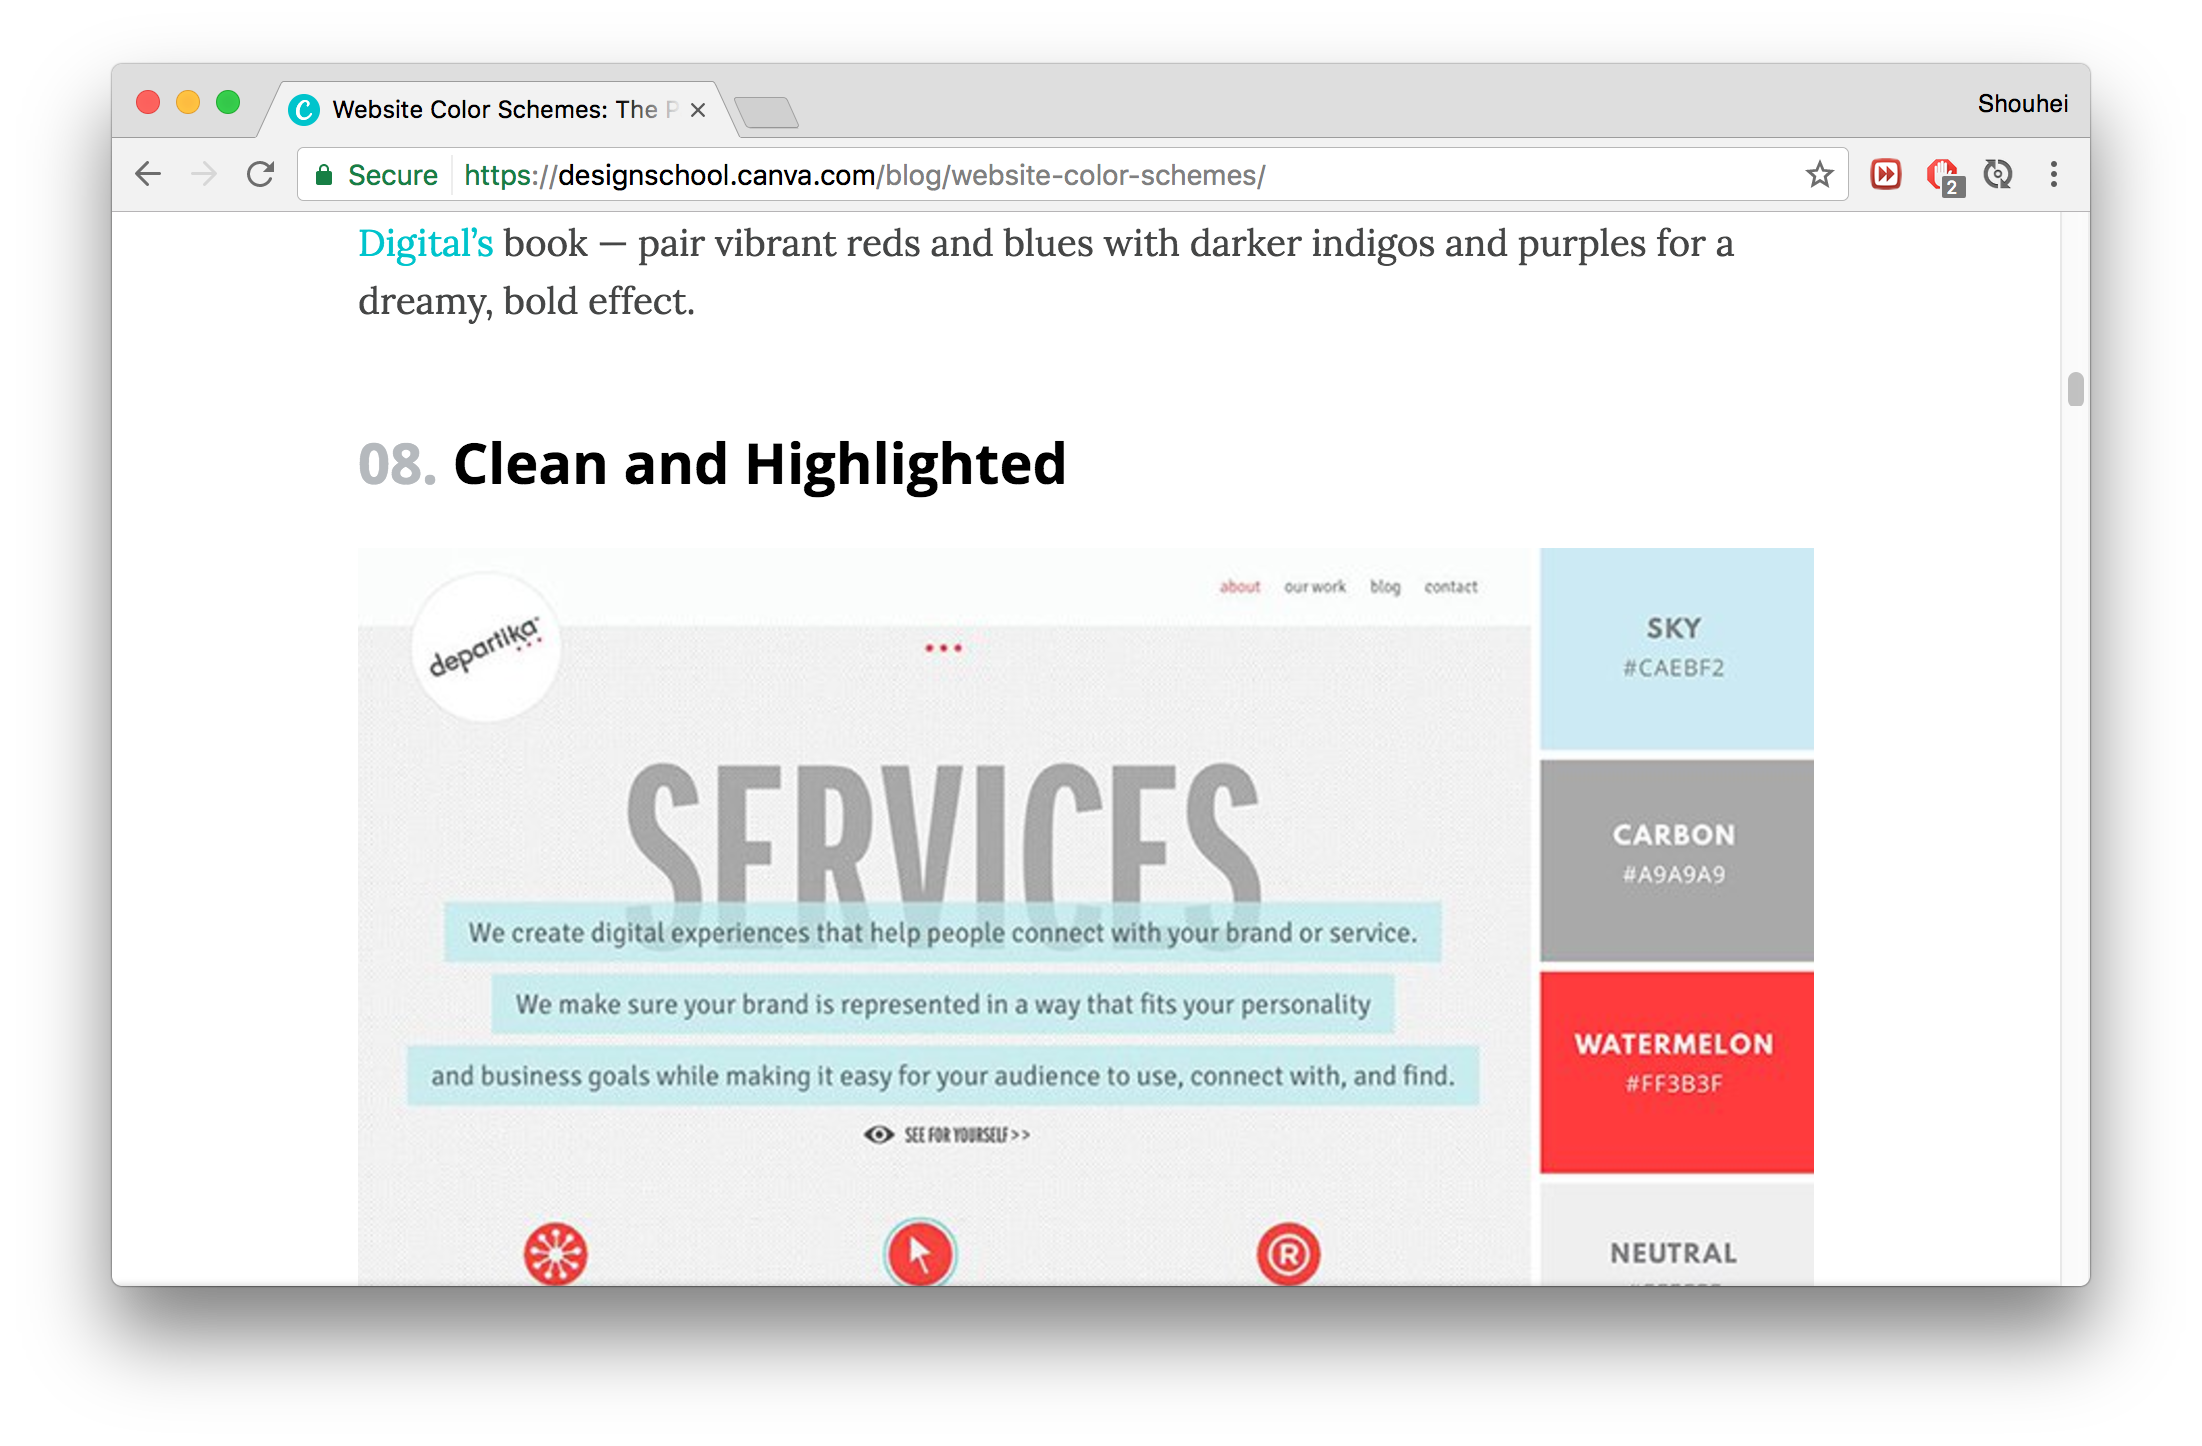 Website Color Schemes: The P
Shouhei
Secure
https://designschool.canva.com/blog/website-color-schemes/
2
Digital’s book — pair vibrant reds and blues with darker indigos and purples for a
dreamy, bold effect.
08. Clean and Highlighted
about our work blog contact
departika
SERVICES
We create digital experiences that help people connect with your brand or service.
We make sure your brand is represented in a way that fits your personality
and business goals while making it easy for your audience to use, connect with, and find.
SEE FOR YOURSELF >>
R
SKY
#CAEBF2
CARBON
#A9A9A9
WATERMELON
#FF3B3F
NEUTRAL